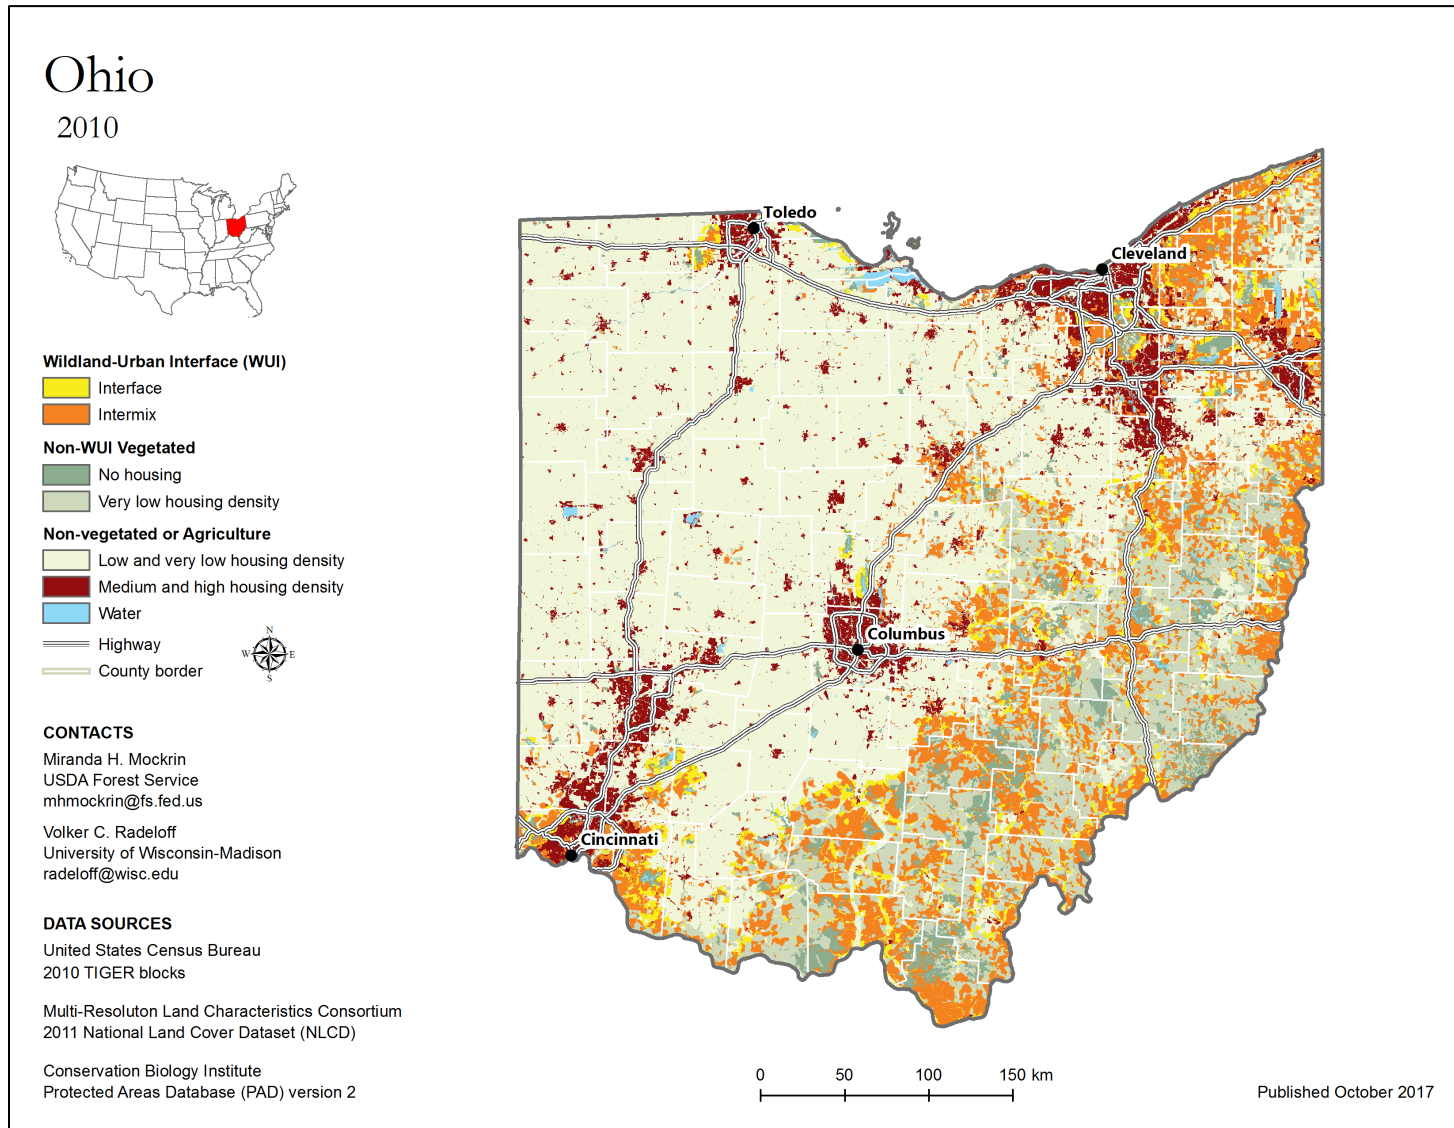 Ohio
2010
Wildland-Urban Interface (WUI)
Interface
Intermix
Non-WUI Vegetated
No housing
Very low housing density
Non-vegetated or Agriculture
Low and very low housing density
Medium and high housing density
Water
Highway
County border
N
W
E
S
CONTACTS
Miranda H. Mockrin
USDA Forest Service
mhmockrin@fs.fed.us
Volker C. Radeloff
University of Wisconsin-Madison
radeloff@wisc.edu
DATA SOURCES
United States Census Bureau
2010 TIGER blocks
Multi-Resoluton Land Characteristics Consortium
2011 National Land Cover Dataset (NLCD)
Conservation Biology Institute
Protected Areas Database (PAD) version 2
Toledo
Cleveland
Columbus
Cincinnati
0 50 100 150 km
Published October 2017